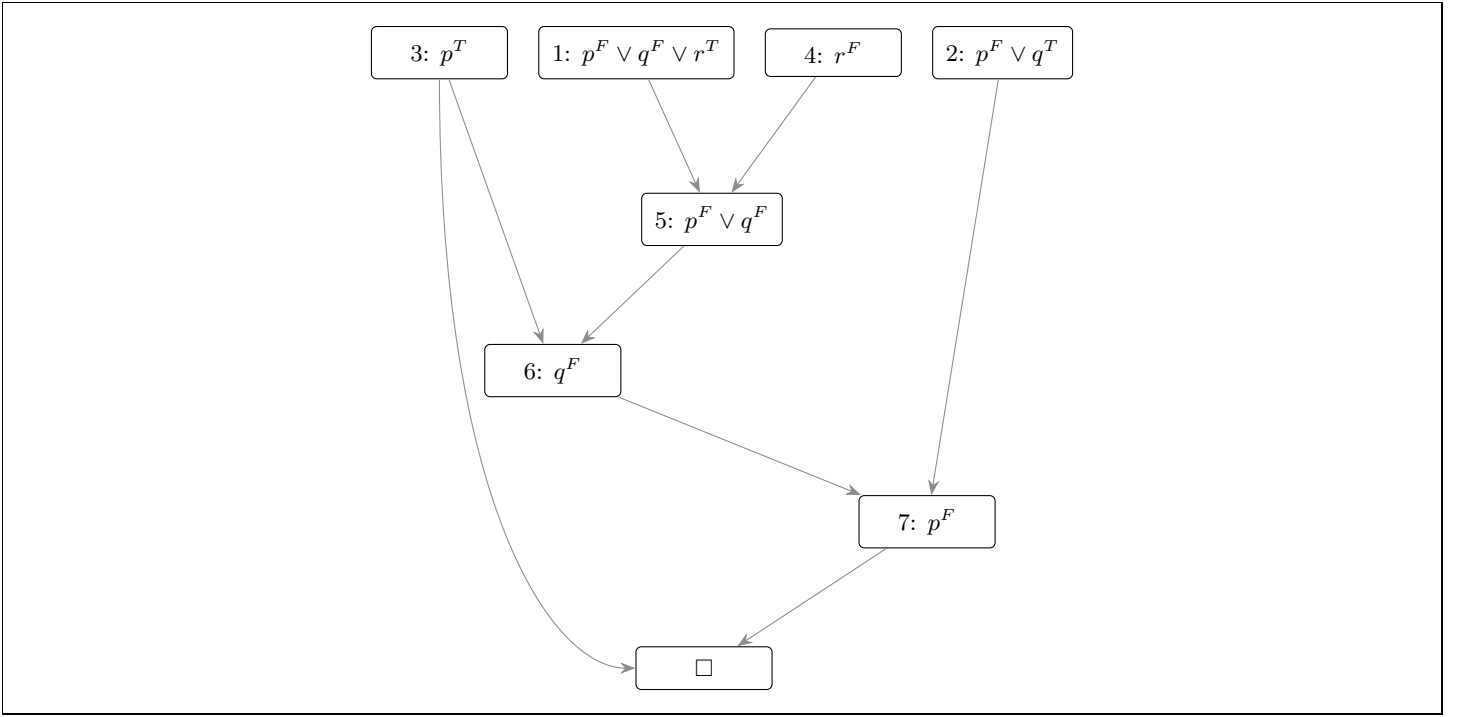 3: p^T
1: p^F ∨ q^F ∨ r^T
4: r^F
2: p^F ∨ q^T
5: p^F ∨ q^F
6: q^F
7: p^F
□